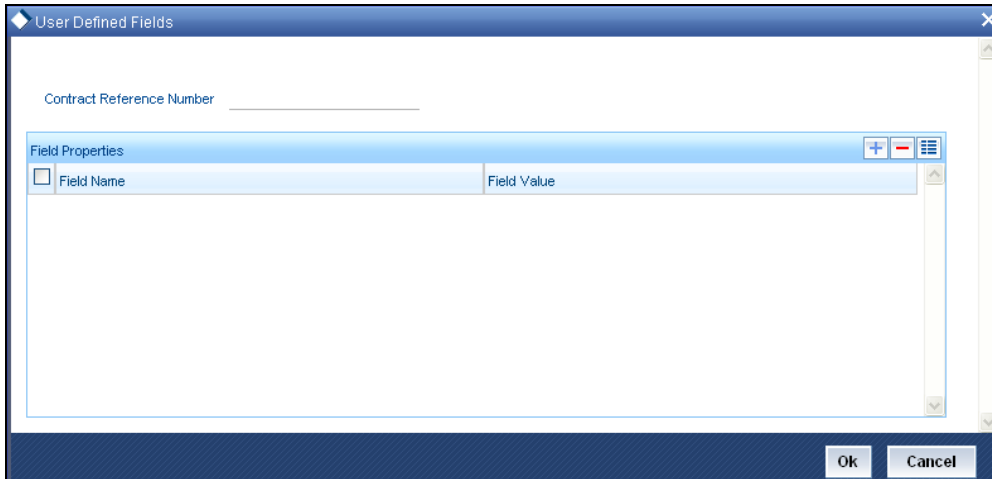 User Defined Fields
Contract Reference Number
Field Properties
Field Name Field Value
Ok Cancel